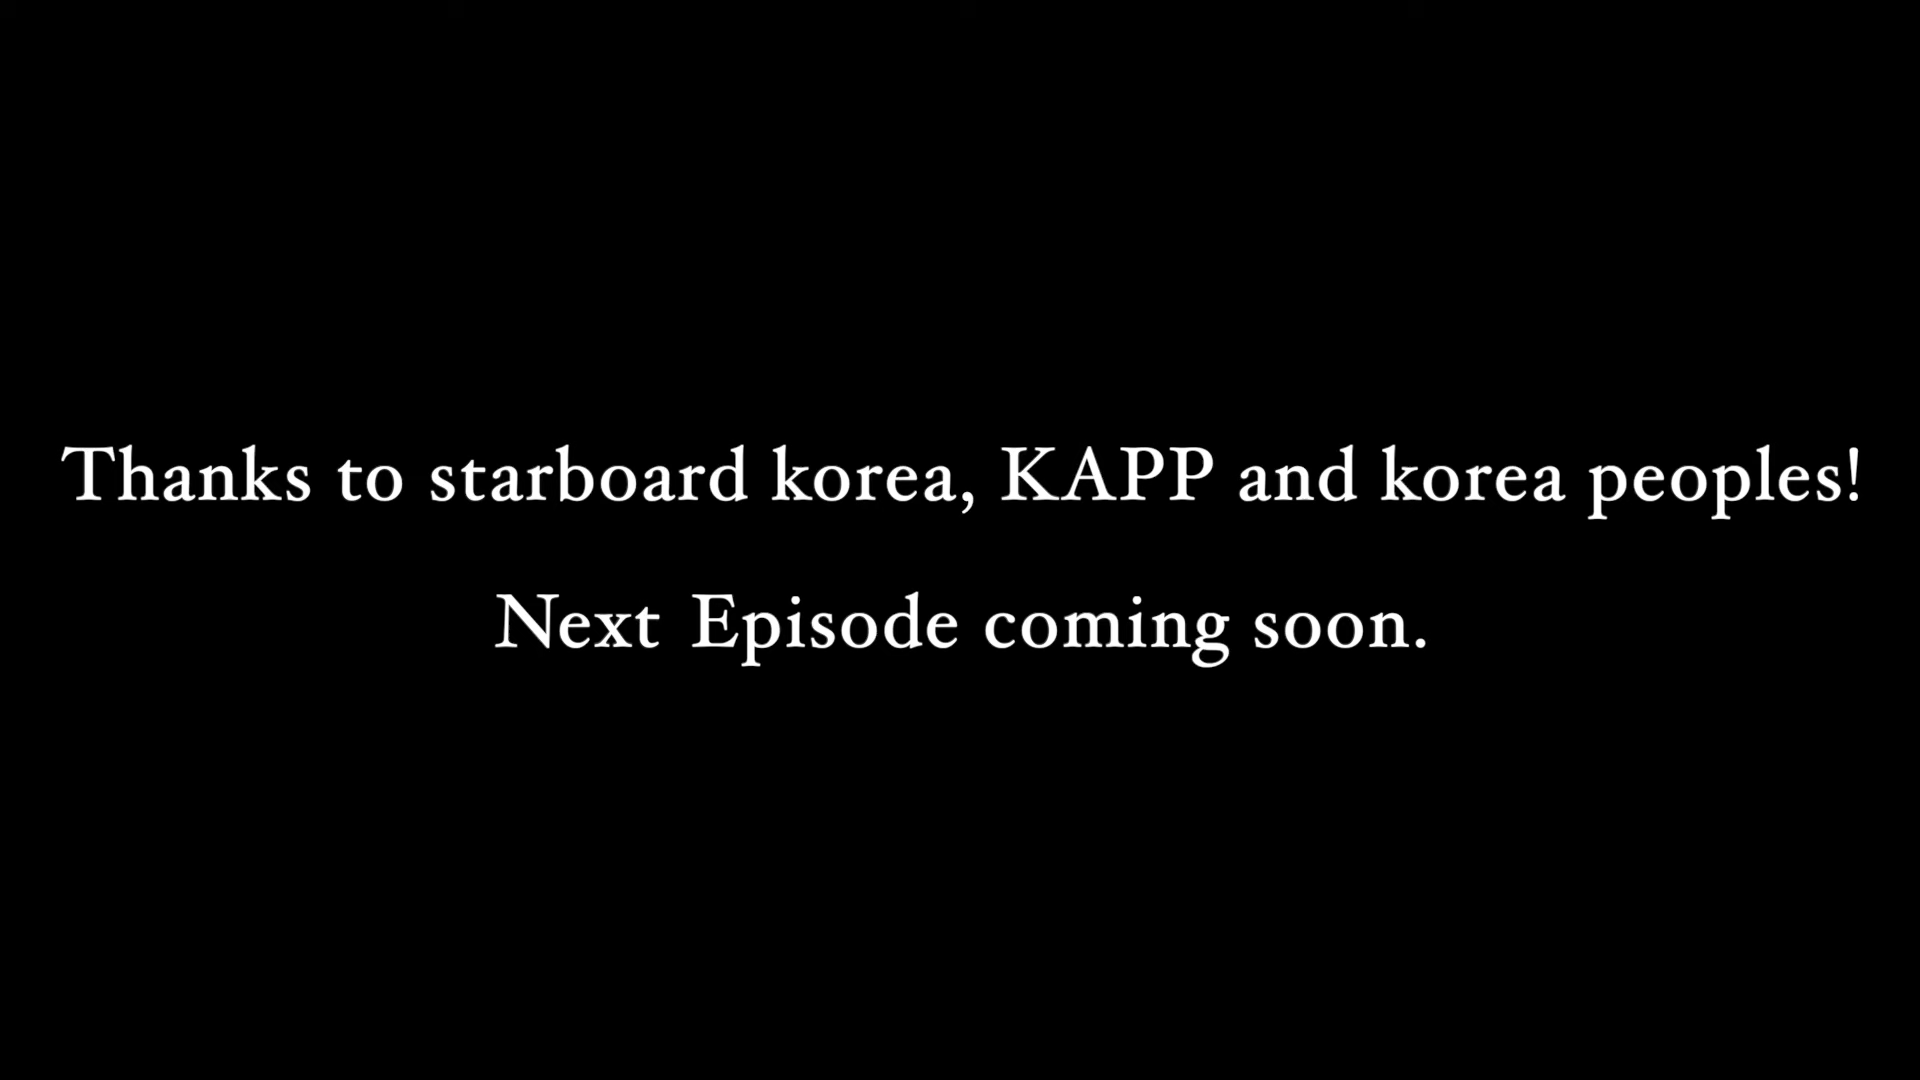 Thanks to starboard korea, KAPP and korea peoples!
Next Episode coming soon.